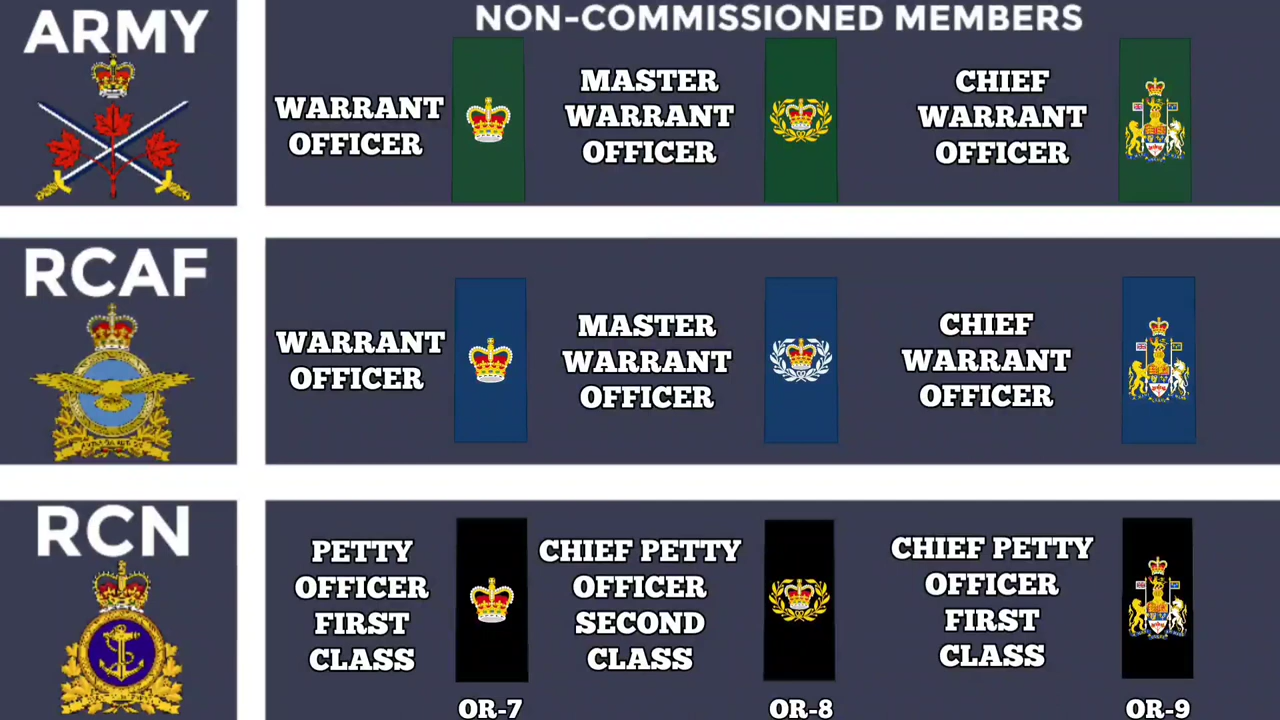 ARMY
NON-COMMISSIONED MEMBERS
WARRANT
OFFICER
MASTER
WARRANT
OFFICER
CHIEF
WARRANT
OFFICER
RCAF
WARRANT
OFFICER
MASTER
WARRANT
OFFICER
CHIEF
WARRANT
OFFICER
RCN
PETTY
OFFICER
FIRST
CLASS
CHIEF PETTY
OFFICER
SECOND
CLASS
CHIEF PETTY
OFFICER
FIRST
CLASS
OR-7
OR-8
OR-9